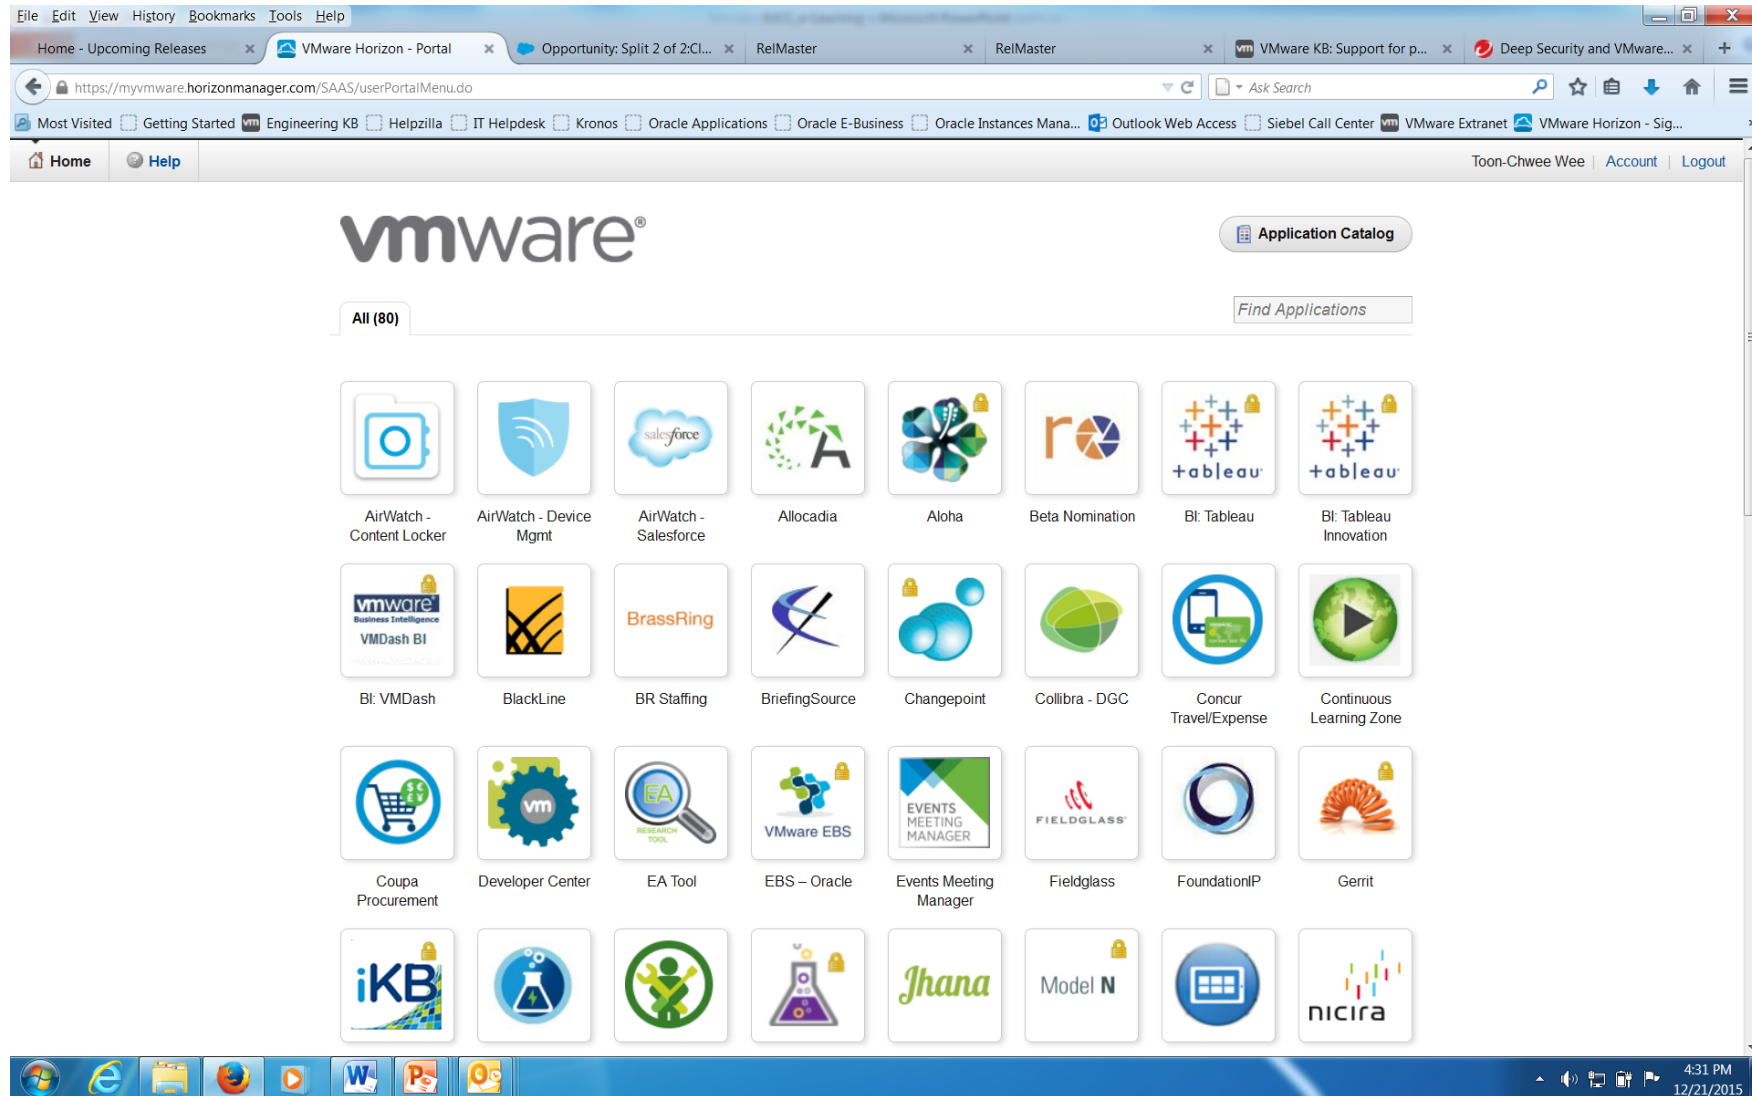 File Edit View History Bookmarks Tools Help
Home - Upcoming Releases
VMware Horizon - Portal
Opportunity: Split 2 of 2:Cl...
RelMaster
RelMaster
VMware KB: Support for p...
Deep Security and VMware...
https://myvmware.horizonmanager.com/SAAS/userPortalMenu.do
Ask Search
Most Visited Getting Started Engineering KB Helpzilla IT Helpdesk Kronos Oracle Applications Oracle E-Business Oracle Instances Mana... Outlook Web Access Siebel Call Center VMware Extranet VMware Horizon - Sig...
Home Help
Toon-Chwee Wee | Account | Logout
vmware®
Application Catalog
All (80)
Find Applications
salesforce
+ableau
+ableau
AirWatch -
Content Locker
AirWatch - Device
Mgmt
AirWatch -
Salesforce
Allocadia
Aloha
Beta Nomination
BI: Tableau
BI: Tableau
Innovation
vmware
Business Intelligence
VMDash BI
BrassRing
BI: VMDash
BlackLine
BR Staffing
BriefingSource
Changepoint
Collibra - DGC
Concur
Travel/Expense
Continuous
Learning Zone
vm
EA
RESEARCH
TOOL
VMware EBS
EVENTS
MEETING
MANAGER
FIELDGLASS
Coupa
Procurement
Developer Center
EA Tool
EBS – Oracle
Events Meeting
Manager
Fieldglass
FoundationIP
Gerrit
iKB
Jhana
Model N
nicira
4:31 PM
12/21/2015